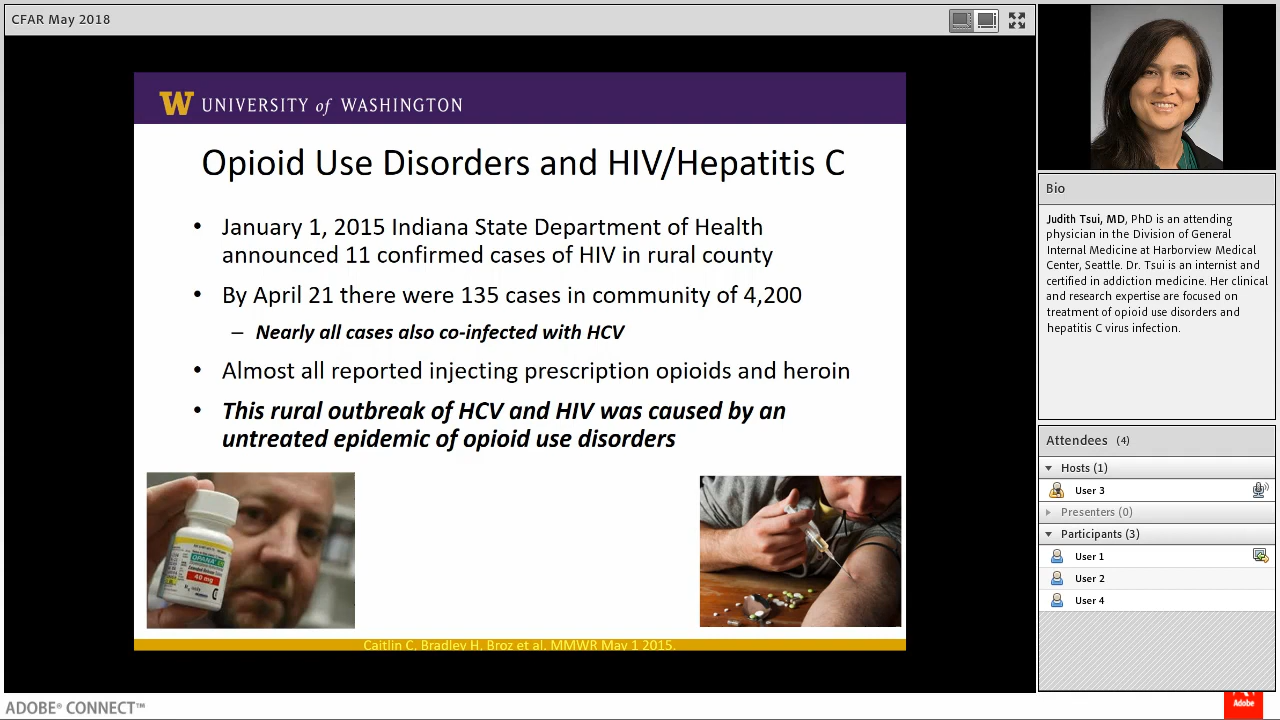 CFAR May 2018
W UNIVERSITY of WASHINGTON
Opioid Use Disorders and HIV/Hepatitis C
• January 1, 2015 Indiana State Department of Health
announced 11 confirmed cases of HIV in rural county
• By April 21 there were 135 cases in community of 4,200
– Nearly all cases also co-infected with HCV
• Almost all reported injecting prescription opioids and heroin
• This rural outbreak of HCV and HIV was caused by an
untreated epidemic of opioid use disorders
40 mg
Caitlin C, Bradley H, Broz et al. MMWR May 1 2015.
Bio
Judith Tsui, MD, PhD is an attending
physician in the Division of General
Internal Medicine at Harborview Medical
Center, Seattle. Dr. Tsui is an internist and
certified in addiction medicine. Her clinical
and research expertise are focused on
treatment of opioid use disorders and
hepatitis C virus infection.
Attendees (4)
Hosts (1)
User 3
Presenters (0)
Participants (3)
User 1
User 2
User 4
ADOBE® CONNECT™
Adobe